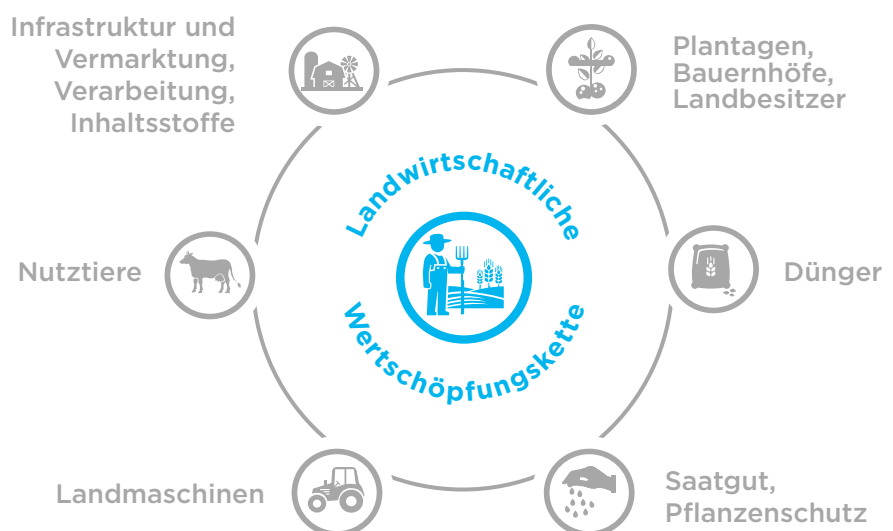 Infrastruktur und
Vermarktung,
Verarbeitung,
Inhaltsstoffe
Plantagen,
Bauernhöfe,
Landbesitzer
Landwirtschaftliche
Wertschöpfungskette
Nutztiere
Dünger
Landmaschinen
Saatgut,
Pflanzenschutz